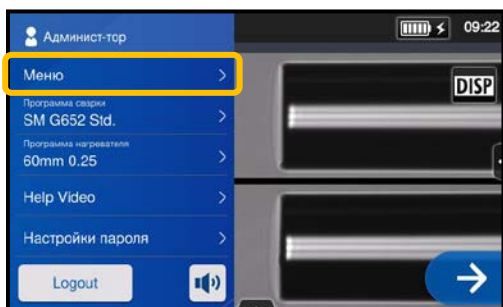 Админист-тор
09:22
Меню
DISP
Программа сварки
SM G652 Std.
Программа нагревателя
60mm 0.25
Help Video
Настройки пароля
Logout